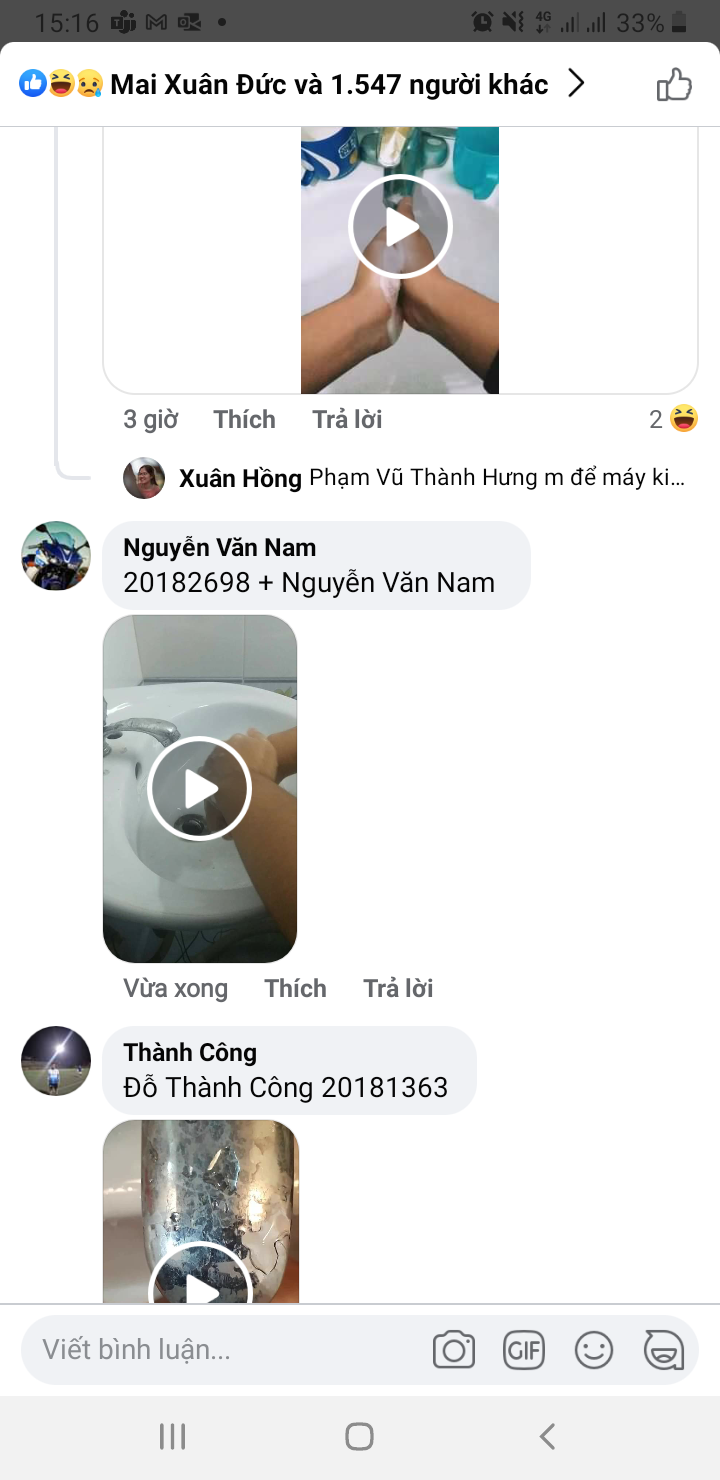 15:16
4G
33%
Mai Xuân Đức và 1.547 người khác
3 giờ Thích Trả lời 2
Xuân Hồng Phạm Vũ Thành Hưng m để máy ki...
Nguyễn Văn Nam
20182698 + Nguyễn Văn Nam
Vừa xong Thích Trả lời
Thành Công
Đỗ Thành Công 20181363
Viết bình luận...
GIF